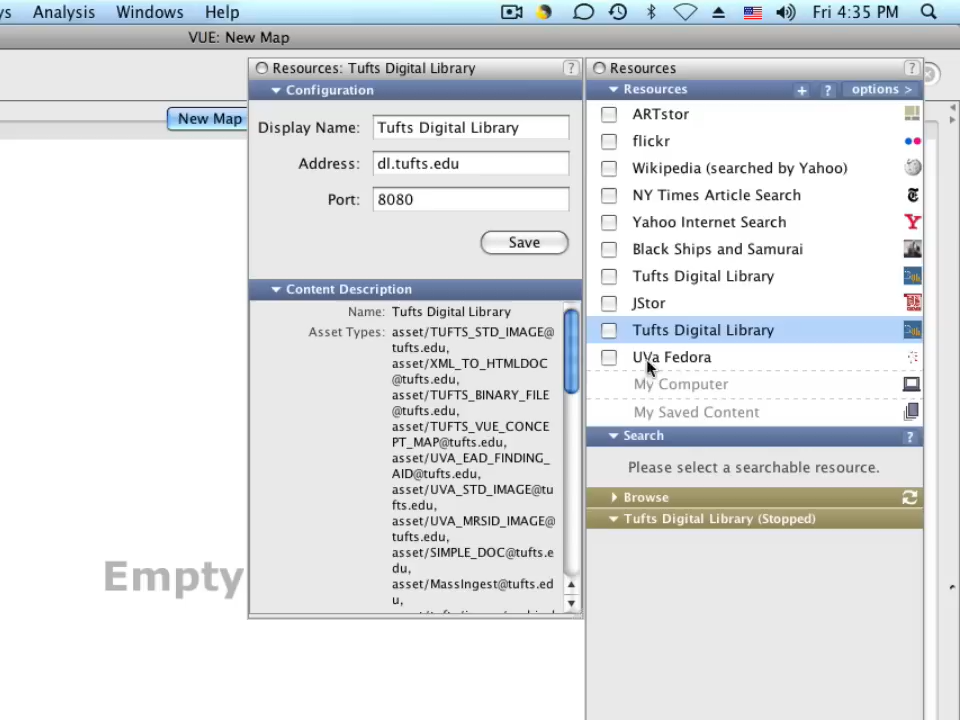 ys Analysis Windows Help Fri 4:35 PM
VUE: New Map
Resources: Tufts Digital Library ?
Resources ?
Configuration
Resources + ? options >
New Map
Display Name: Tufts Digital Library
Address: dl.tufts.edu
Port: 8080
Save
Content Description
Name: Tufts Digital Library
Asset Types: asset/TUFTS_STD_IMAGE@
tufts.edu,
asset/XML_TO_HTMLDOC
@tufts.edu,
asset/TUFTS_BINARY_FILE
@tufts.edu,
asset/TUFTS_VUE_CONCE
PT_MAP@tufts.edu,
asset/UVA_EAD_FINDING_
AID@tufts.edu,
asset/UVA_STD_IMAGE@tu
fts.edu,
asset/UVA_MRSID_IMAGE@
tufts.edu,
asset/SIMPLE_DOC@tufts.e
du,
asset/MassIngest@tufts.ed
u,
ARTstor
flickr
Wikipedia (searched by Yahoo)
NY Times Article Search
Yahoo Internet Search
Black Ships and Samurai
Tufts Digital Library
JStor
Tufts Digital Library
UVa Fedora
My Computer
My Saved Content
Search ?
Please select a searchable resource.
Browse
Tufts Digital Library (Stopped)
Empty